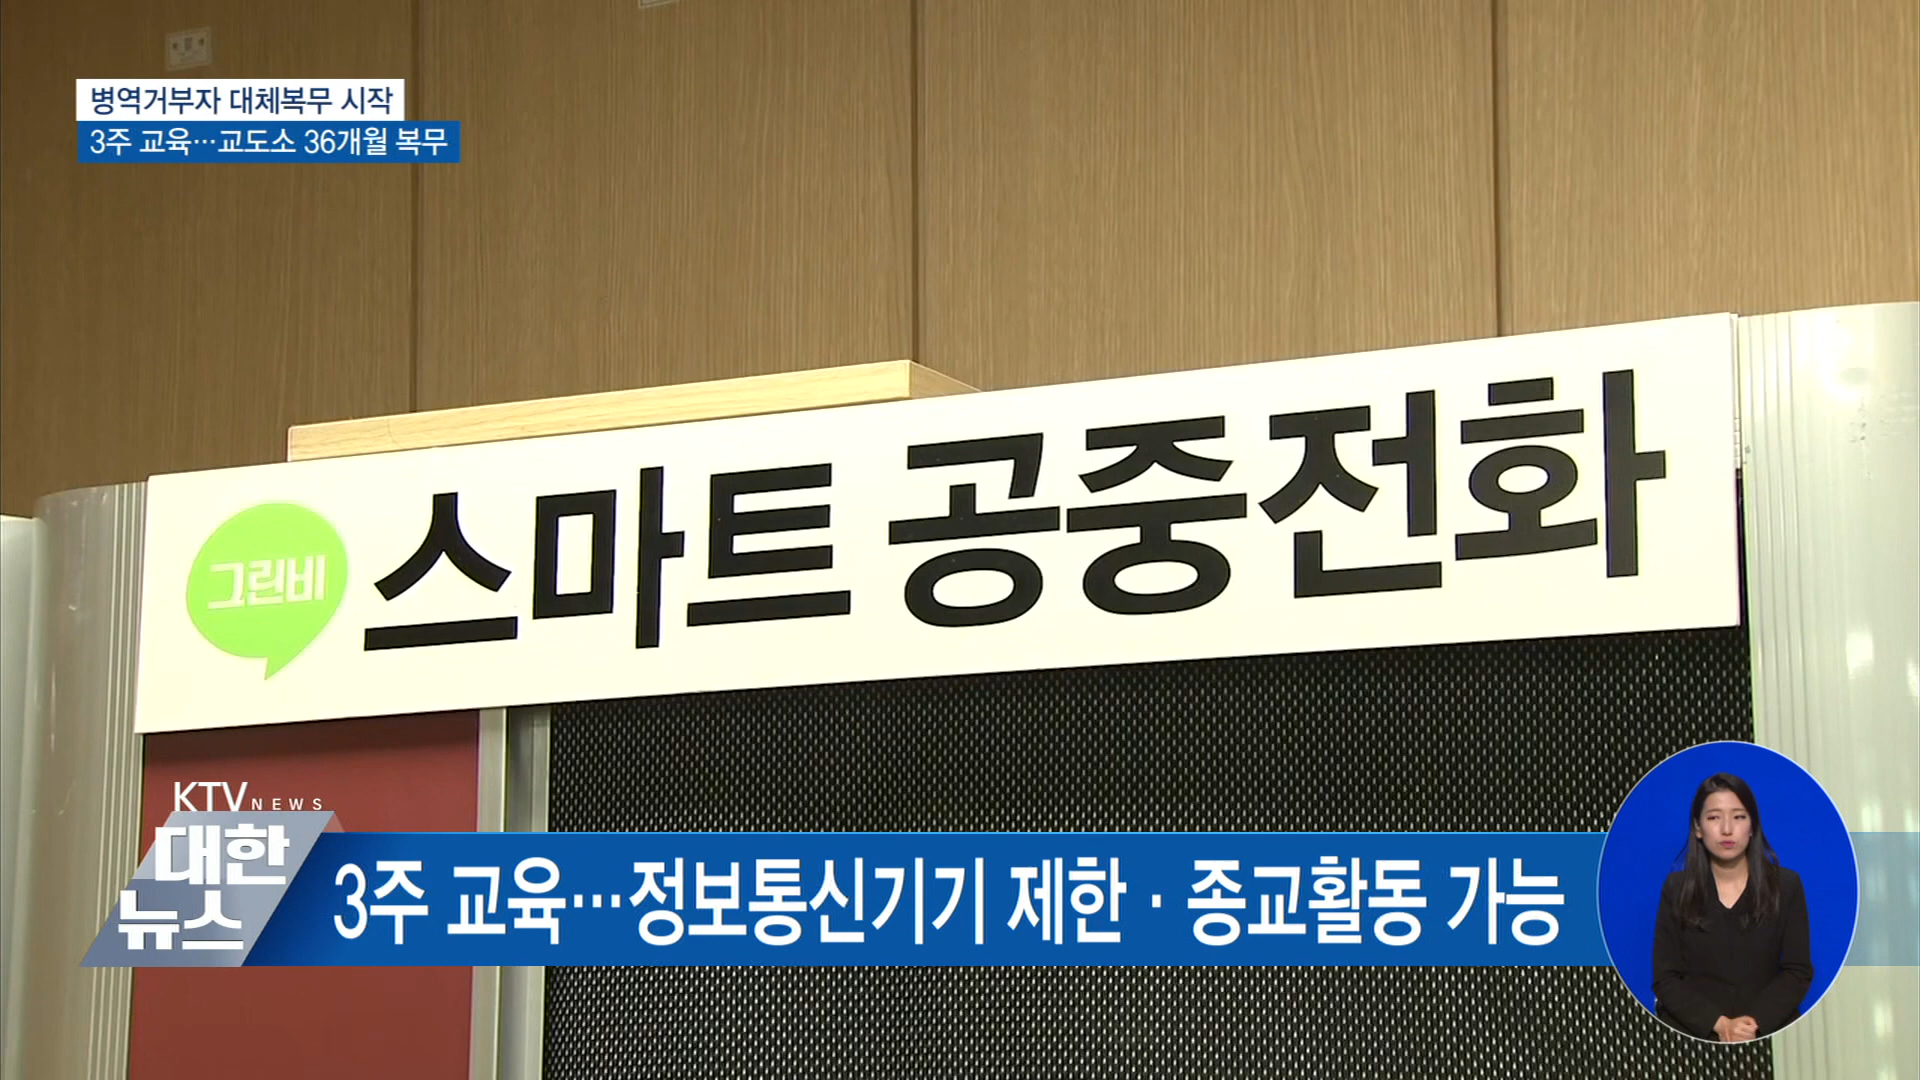 병역거부자 대체복무 시작
3주 교육…교도소 36개월 복무
그린비 스마트 공중전화
KTV NEWS
대한
뉴스
3주 교육…정보통신기기 제한· 종교활동 가능